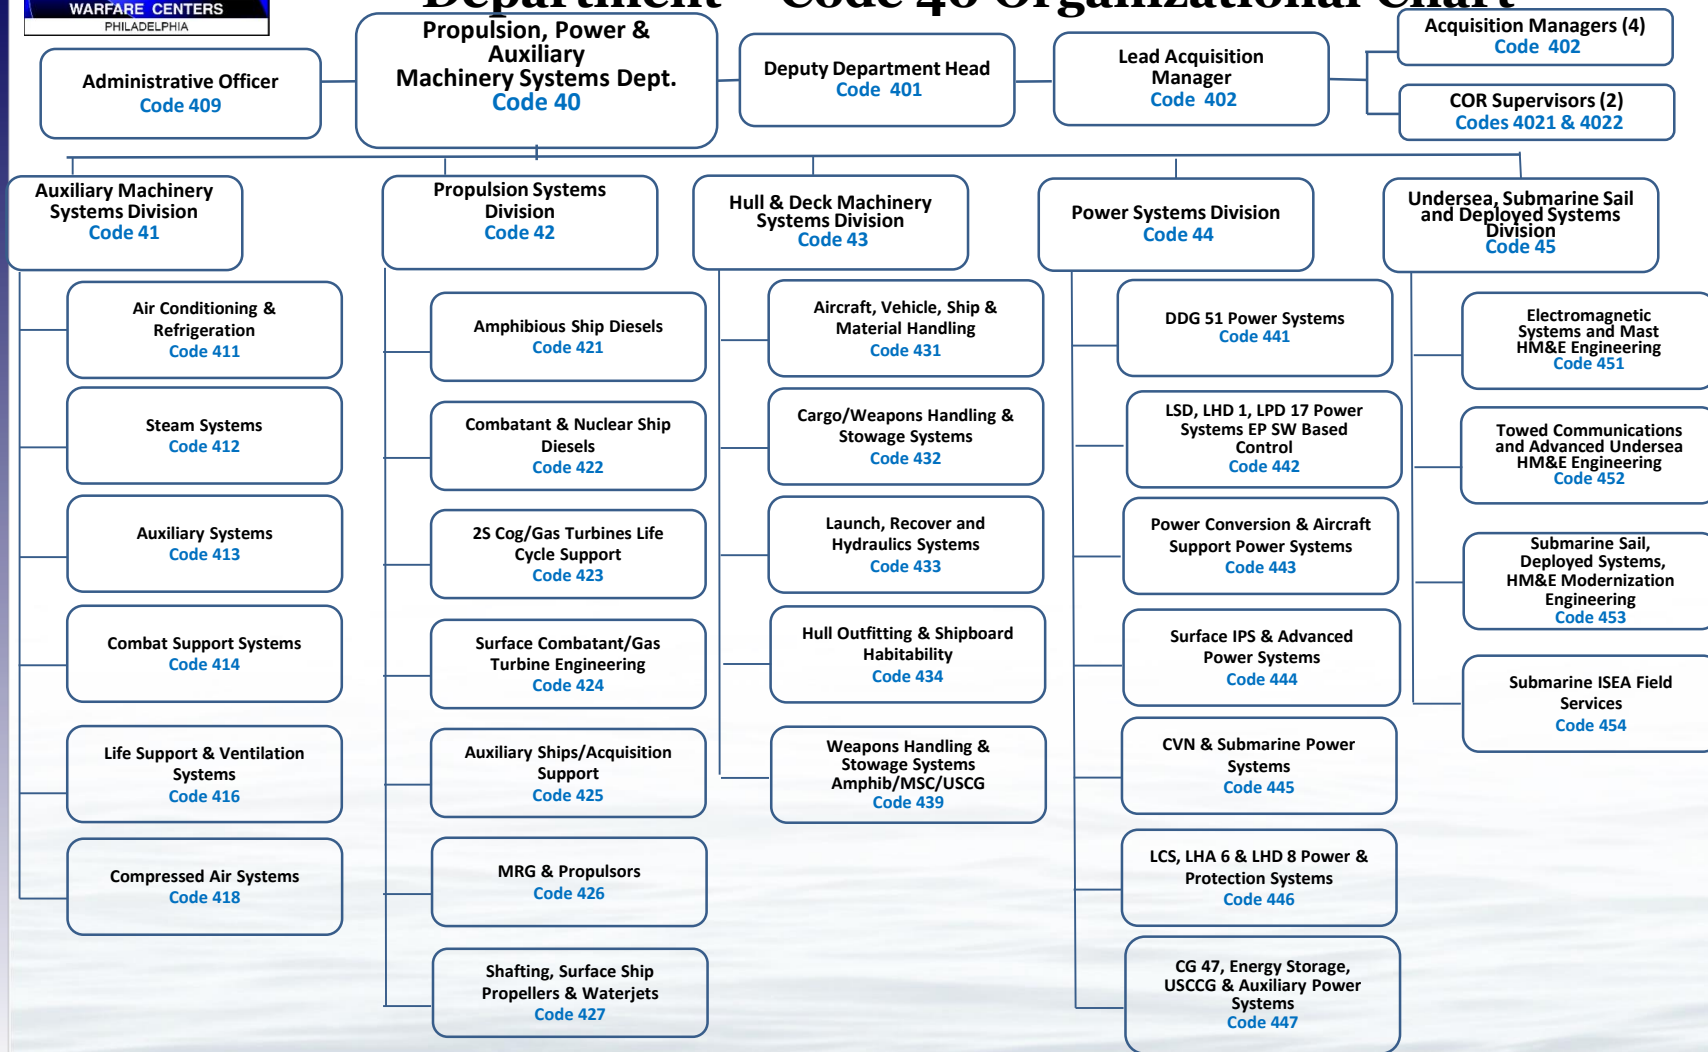 WARFARE CENTERS
PHILADELPHIA
Department – Code 40 Organizational Chart
Administrative Officer
Code 409
Propulsion, Power &
Auxiliary
Machinery Systems Dept.
Code 40
Deputy Department Head
Code 401
Lead Acquisition
Manager
Code 402
Acquisition Managers (4)
Code 402
COR Supervisors (2)
Codes 4021 & 4022
Auxiliary Machinery
Systems Division
Code 41
Air Conditioning &
Refrigeration
Code 411
Steam Systems
Code 412
Auxiliary Systems
Code 413
Combat Support Systems
Code 414
Life Support & Ventilation
Systems
Code 416
Compressed Air Systems
Code 418
Propulsion Systems
Division
Code 42
Amphibious Ship Diesels
Code 421
Combatant & Nuclear Ship
Diesels
Code 422
2S Cog/Gas Turbines Life
Cycle Support
Code 423
Surface Combatant/Gas
Turbine Engineering
Code 424
Auxiliary Ships/Acquisition
Support
Code 425
MRG & Propulsors
Code 426
Shafting, Surface Ship
Propellers & Waterjets
Code 427
Hull & Deck Machinery
Systems Division
Code 43
Aircraft, Vehicle, Ship &
Material Handling
Code 431
Cargo/Weapons Handling &
Stowage Systems
Code 432
Launch, Recover and
Hydraulics Systems
Code 433
Hull Outfitting & Shipboard
Habitability
Code 434
Weapons Handling &
Stowage Systems
Amphib/MSC/USCG
Code 439
Power Systems Division
Code 44
DDG 51 Power Systems
Code 441
LSD, LHD 1, LPD 17 Power
Systems EP SW Based
Control
Code 442
Power Conversion & Aircraft
Support Power Systems
Code 443
Surface IPS & Advanced
Power Systems
Code 444
CVN & Submarine Power
Systems
Code 445
LCS, LHA 6 & LHD 8 Power &
Protection Systems
Code 446
CG 47, Energy Storage,
USCCG & Auxiliary Power
Systems
Code 447
Undersea, Submarine Sail
and Deployed Systems
Division
Code 45
Electromagnetic
Systems and Mast
HM&E Engineering
Code 451
Towed Communications
and Advanced Undersea
HM&E Engineering
Code 452
Submarine Sail,
Deployed Systems,
HM&E Modernization
Engineering
Code 453
Submarine ISEA Field
Services
Code 454